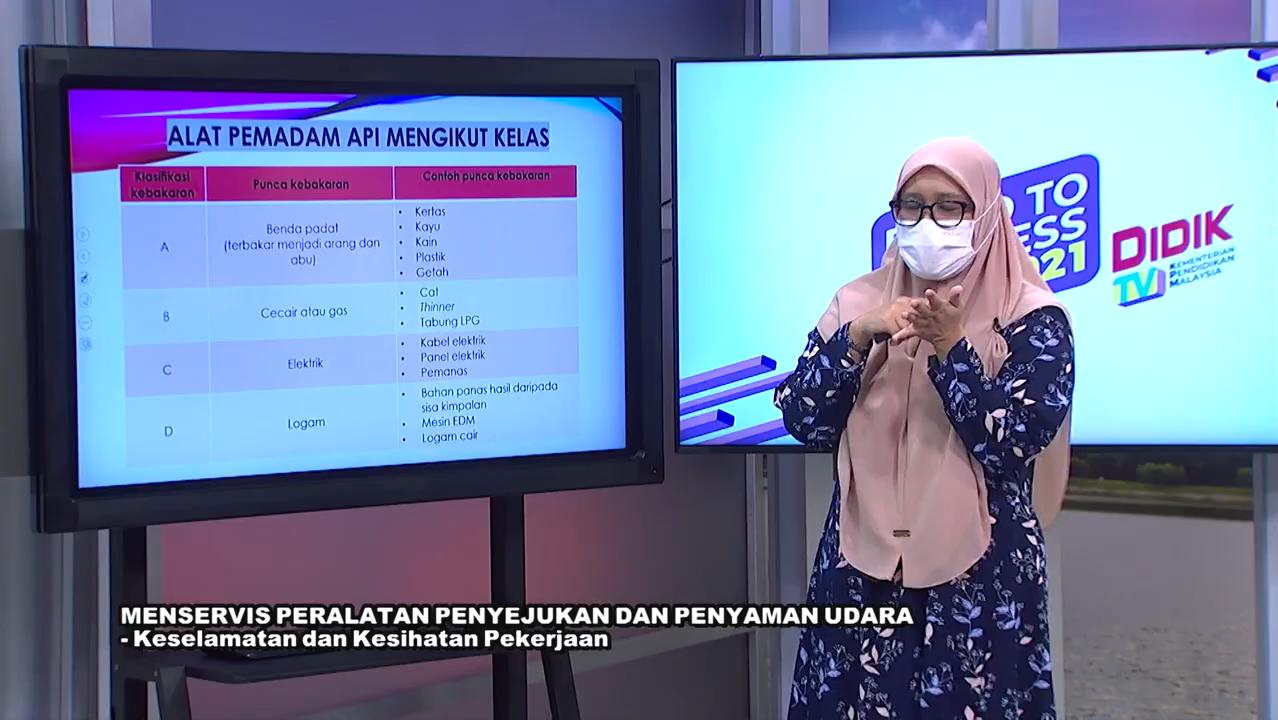 ALAT PEMADAM API MENGIKUT KELAS
Klasifikasi
kebakaran
Punca kebakaran
Contoh punca kebakaran
A
Benda padat
(terbakar menjadi arang dan
abu)
• Kertas
• Kayu
• Kain
• Plastik
• Getah
B
Cecair atau gas
• Cat
• Thinner
• Tabung LPG
C
Elektrik
• Kabel elektrik
• Panel elektrik
• Pemanas
D
Logam
• Bahan panas hasil daripada
sisa kimpalan
• Mesin EDM
• Logam cair
TO
ESS
21
DIDIK
TV
KEMENTERIAN
PENDIDIKAN
MALAYSIA
MENSERVIS PERALATAN PENYEJUKAN DAN PENYAMAN UDARA
- Keselamatan dan Kesihatan Pekerjaan